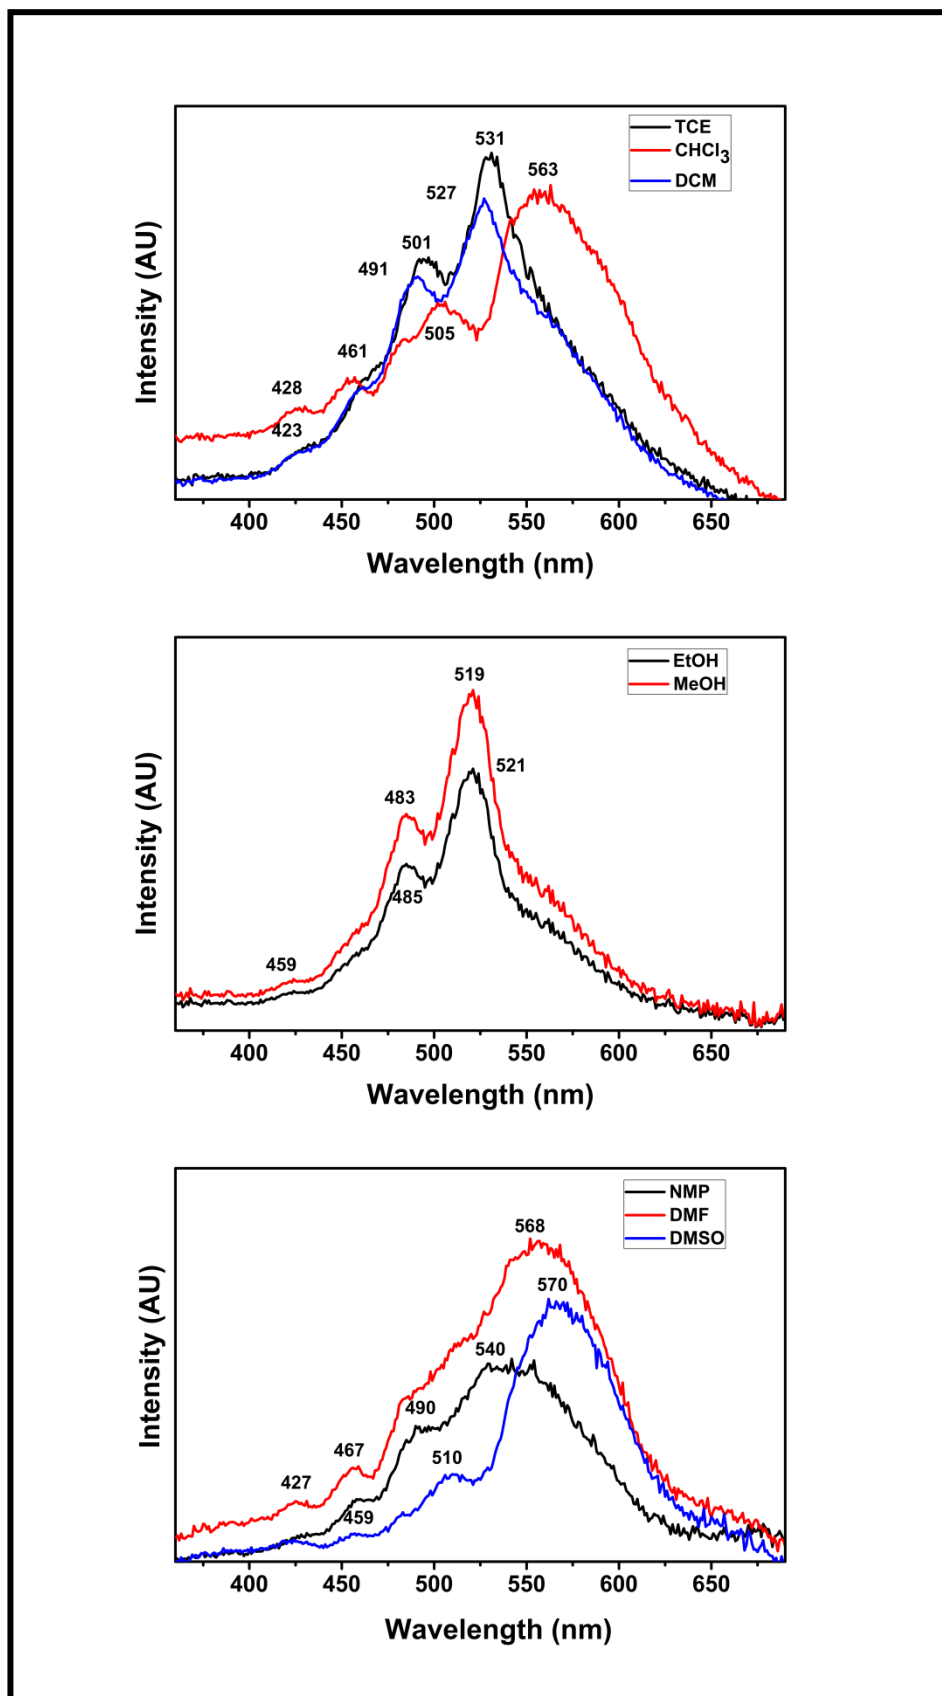 TCE
CHCl3
DCM
531
563
527
501
491
505
461
428
423
Intensity (AU)
400 450 500 550 600 650
Wavelength (nm)
EtOH
MeOH
519
521
483
485
459
Intensity (AU)
400 450 500 550 600 650
Wavelength (nm)
NMP
DMF
DMSO
568
570
540
490
510
467
427
459
Intensity (AU)
400 450 500 550 600 650
Wavelength (nm)